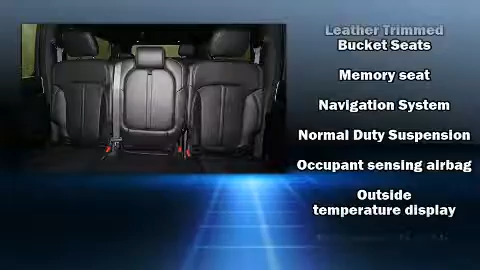 Leather Trimmed
Bucket Seats
Memory seat
Navigation System
Normal Duty Suspension
Occupant sensing airbag
Outside
temperature display